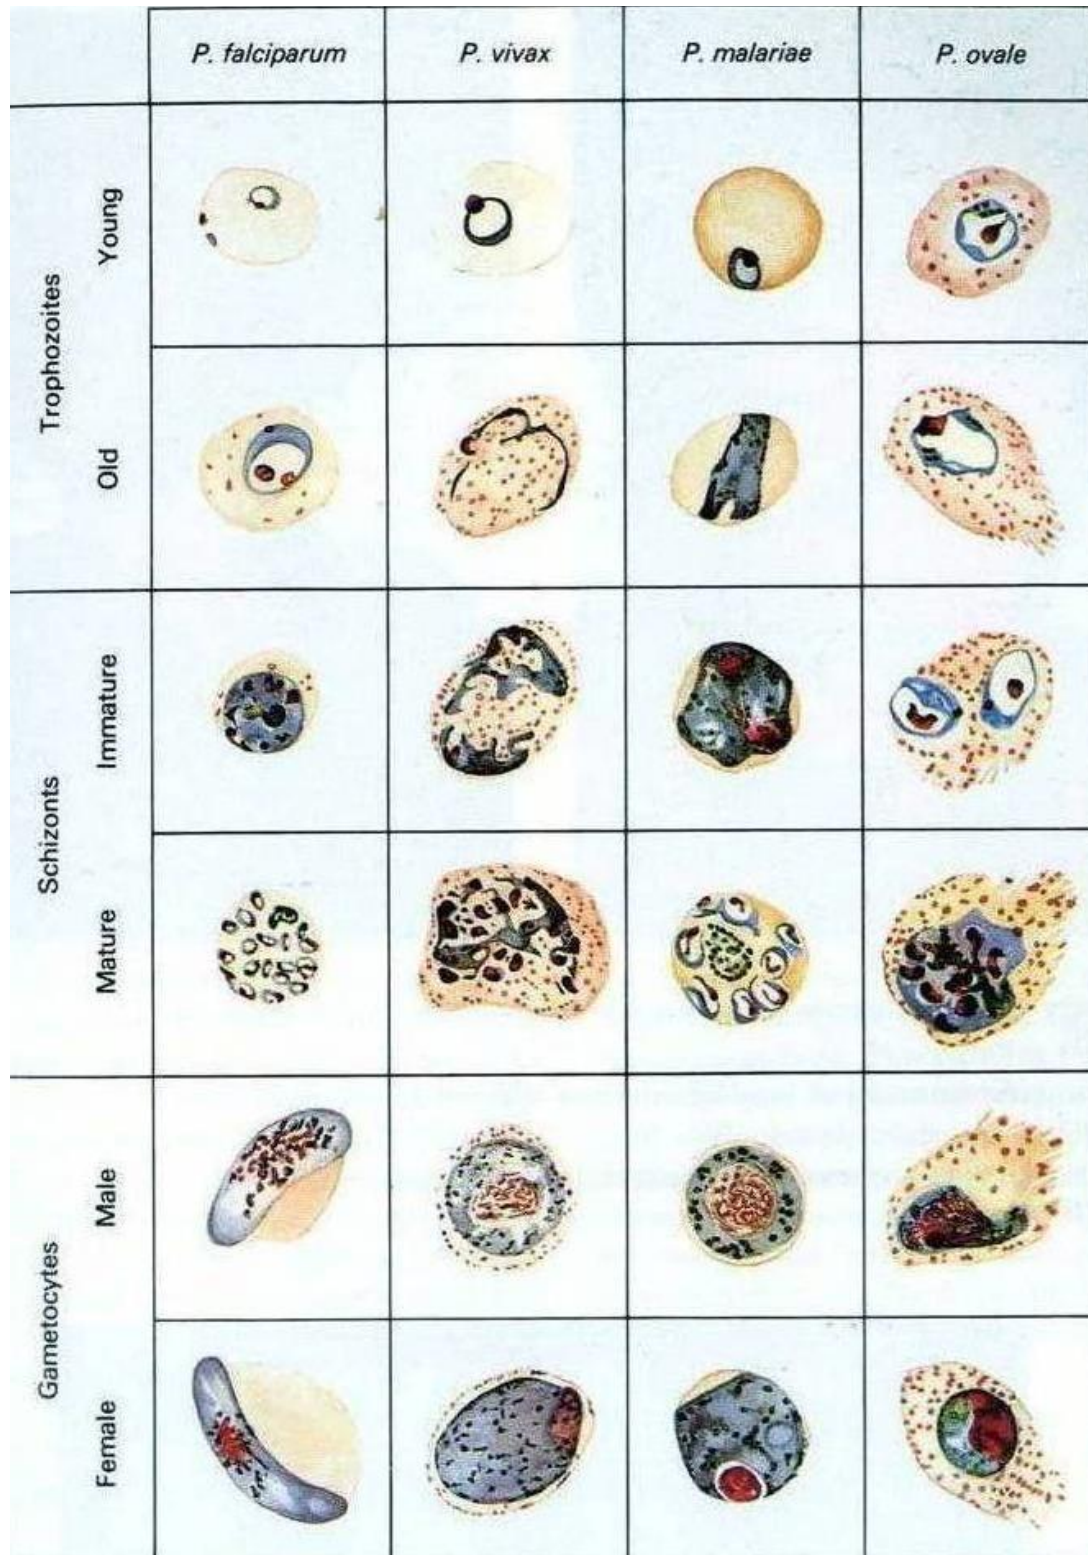 P. falciparum P. vivax P. malariae P. ovale
Trophozoites
Young
Old
Schizonts
Immature
Mature
Gametocytes
Male
Female